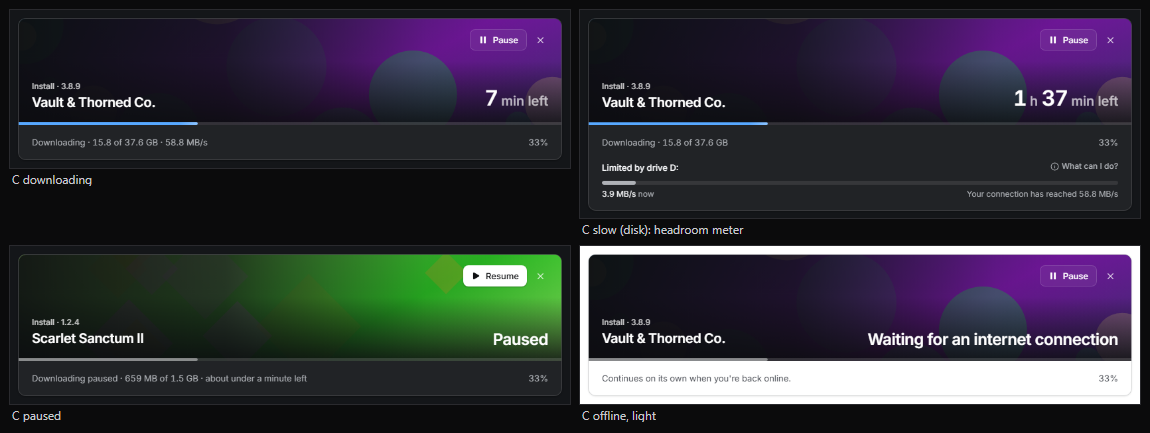 Pause
Install · 3.8.9
Vault & Thorned Co.
7 min left
Downloading · 15.8 of 37.6 GB · 58.8 MB/s
33%
C downloading
Pause
Install · 3.8.9
Vault & Thorned Co.
1 h 37 min left
Downloading · 15.8 of 37.6 GB
33%
Limited by drive D:
What can I do?
3.9 MB/s now
Your connection has reached 58.8 MB/s
C slow (disk): headroom meter
Resume
Install · 1.2.4
Scarlet Sanctum II
Paused
Downloading paused · 659 MB of 1.5 GB · about under a minute left
33%
C paused
Pause
Install · 3.8.9
Vault & Thorned Co.
Waiting for an internet connection
Continues on its own when you're back online.
33%
C offline, light